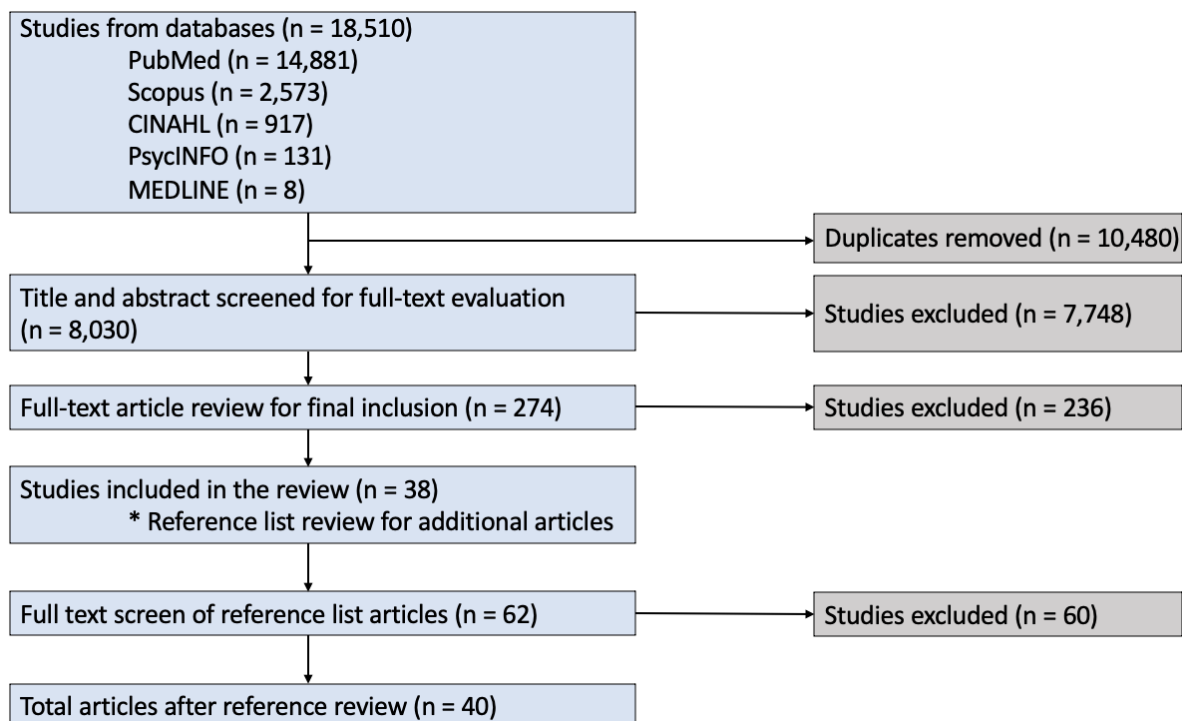 Studies from databases (n = 18,510)
PubMed (n = 14,881)
Scopus (n = 2,573)
CINAHL (n = 917)
PsycINFO (n = 131)
MEDLINE (n = 8)
Duplicates removed (n = 10,480)
Title and abstract screened for full-text evaluation
(n = 8,030)
Studies excluded (n = 7,748)
Full-text article review for final inclusion (n = 274)
Studies excluded (n = 236)
Studies included in the review (n = 38)
* Reference list review for additional articles
Full text screen of reference list articles (n = 62)
Studies excluded (n = 60)
Total articles after reference review (n = 40)